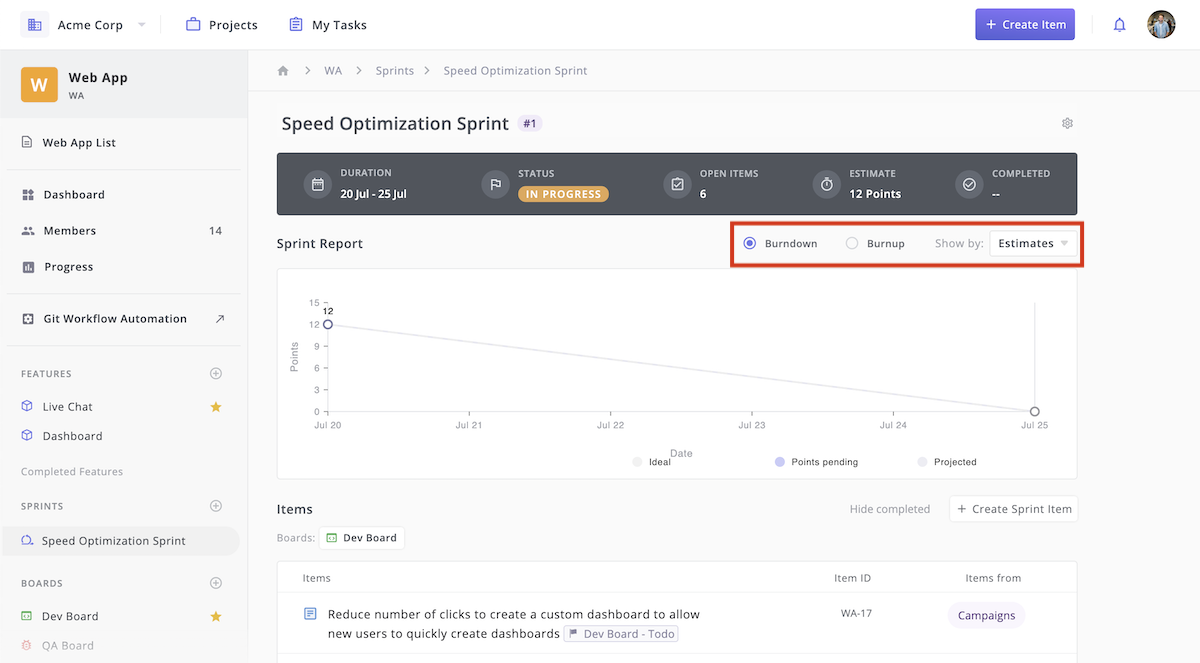 Acme Corp
Projects
My Tasks
+ Create Item
W
Web App
WA
Web App List
Dashboard
Members 14
Progress
Git Workflow Automation
FEATURES
Live Chat
Dashboard
Completed Features
SPRINTS
Speed Optimization Sprint
BOARDS
Dev Board
QA Board
WA
Sprints
Speed Optimization Sprint
Speed Optimization Sprint #1
DURATION
20 Jul - 25 Jul
STATUS
IN PROGRESS
OPEN ITEMS
6
ESTIMATE
12 Points
COMPLETED
--
Sprint Report
Burndown
Burnup
Show by: Estimates
15
12
12
9
6
3
0
Points
Jul 20
Jul 21
Jul 22
Jul 23
Jul 24
Jul 25
Date
Ideal
Points pending
Projected
Items
Hide completed
+ Create Sprint Item
Boards: Dev Board
Items
Item ID
Items from
Reduce number of clicks to create a custom dashboard to allow
new users to quickly create dashboards Dev Board - Todo
WA-17
Campaigns